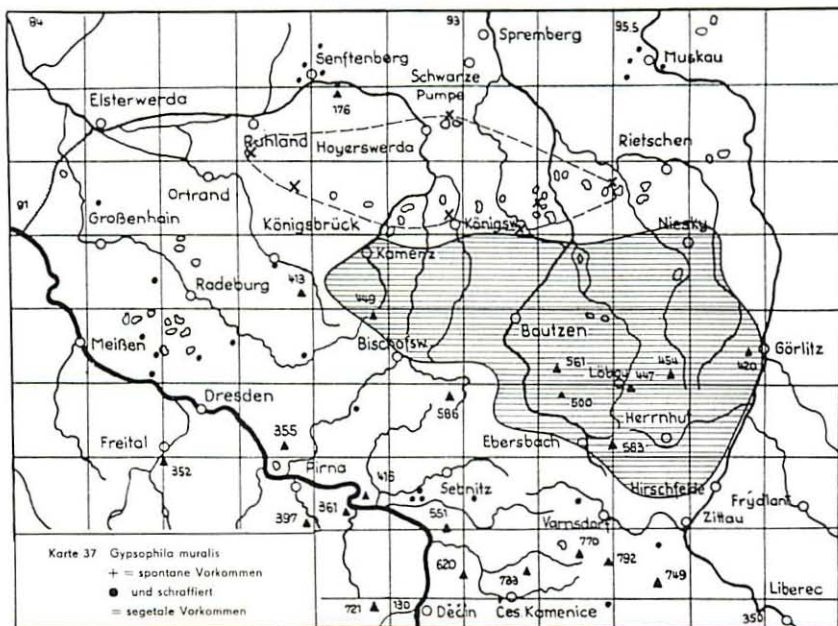 84
93
95.5
Spremberg
Senftenberg
Muskau
Schwarze
Pumpe
176
Elsterwerda
Ruhland
Hoyerswerda
Rietschen
Ortrand
91
Großenhain
Königsbrück
Königsw.
Niesky
Kamenz
413
Radeburg
449
Bautzen
Meißen
Bischofsw.
Görlitz
561
454
420
Löbau
447
586
500
Dresden
Herrnhut
355
Ebersbach
583
Freital
352
Pirna
415
Sebnitz
Hirschfelde
Frýdlant
397
361
551
Varnsdorf
Zittau
770
792
620
733
749
Liberec
721
130
Děčín
Čes. Kamenice
350
Karte 37 Gypsophila muralis
+ = spontane Vorkommen
● und schraffiert
= segetale Vorkommen